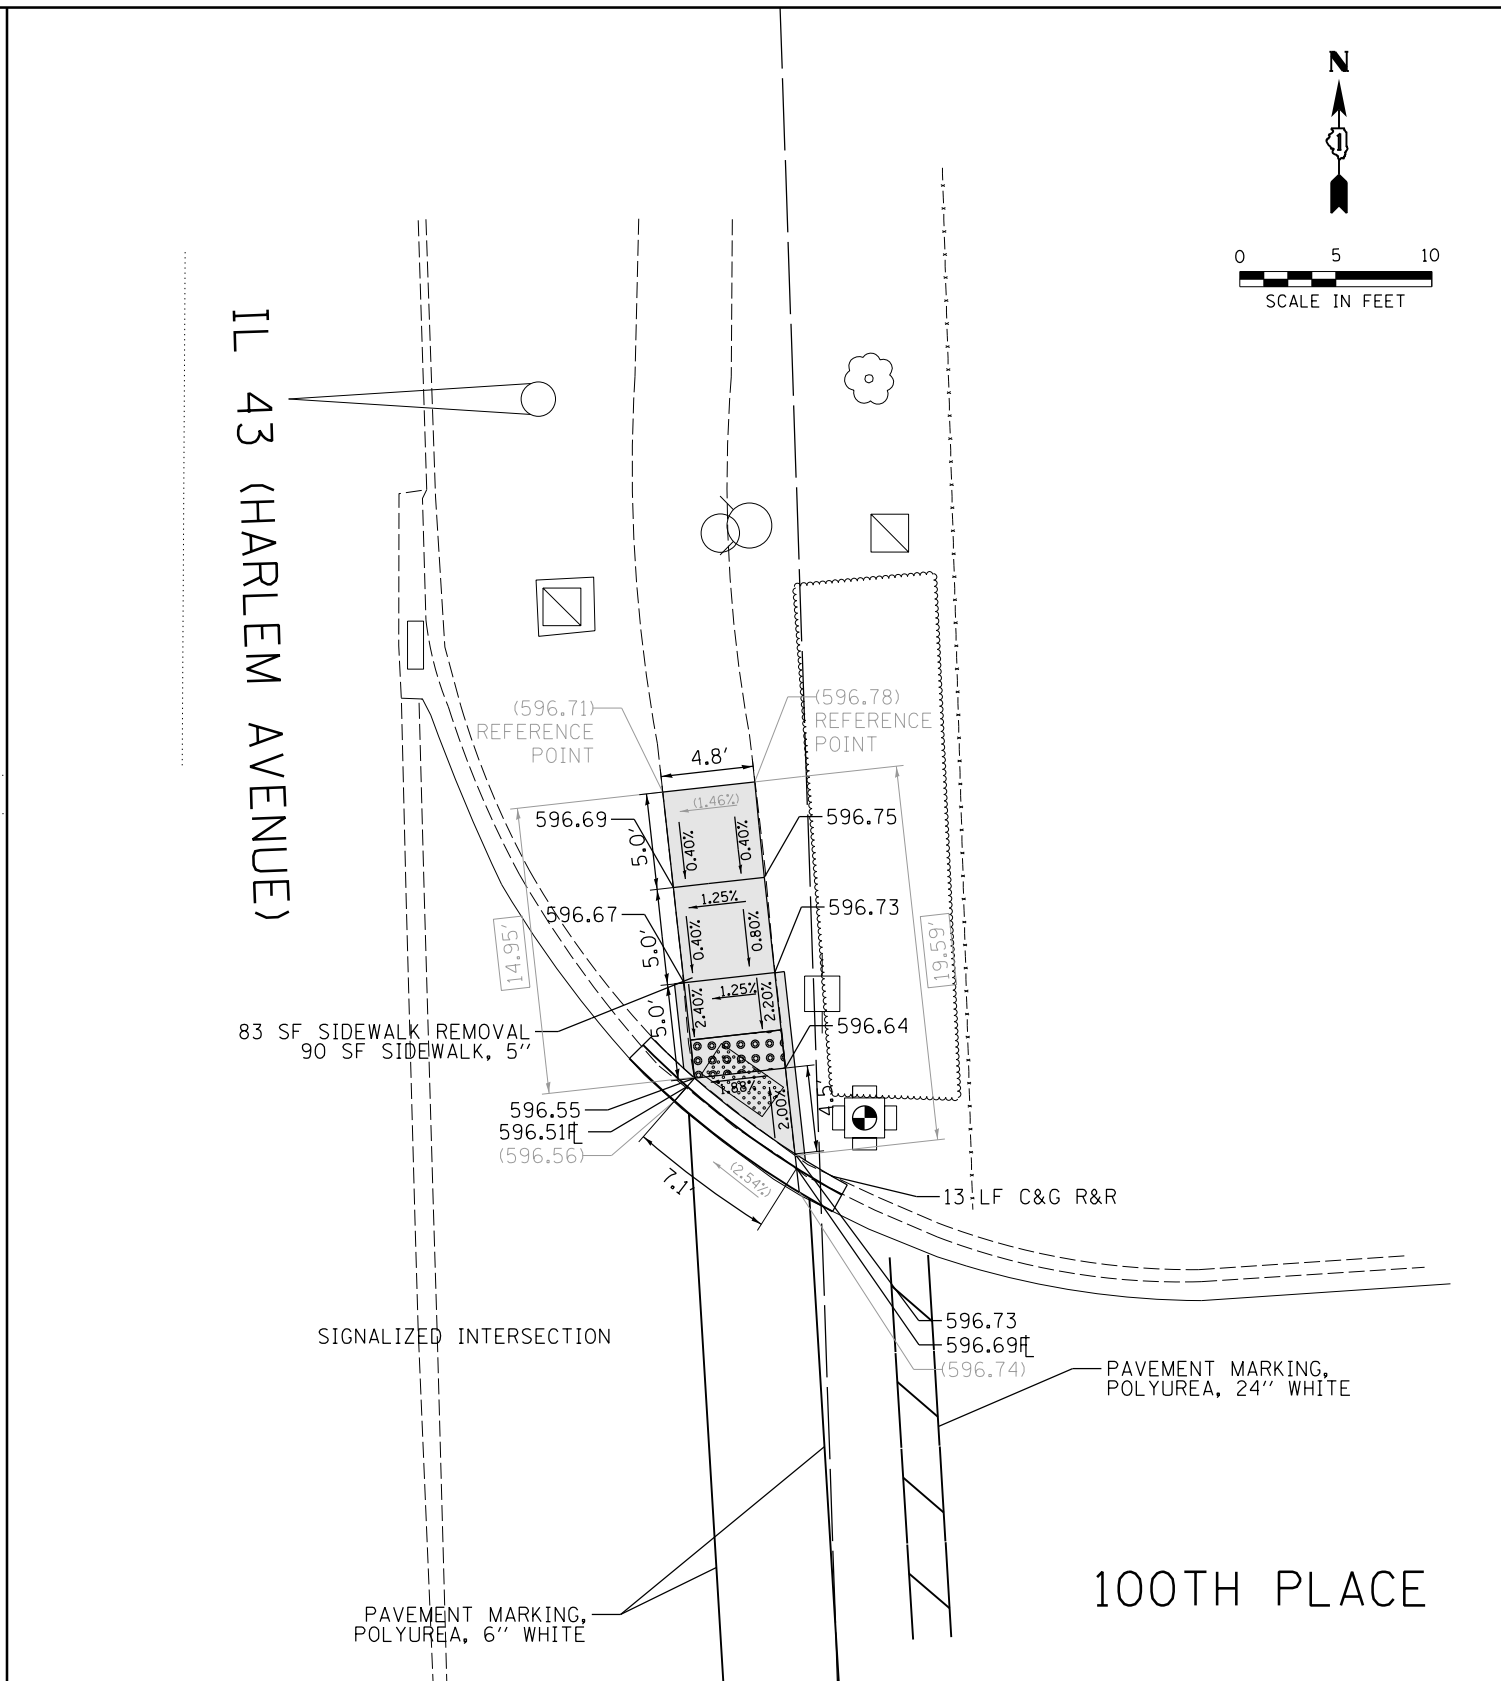 N
1
0 5 10
SCALE IN FEET
IL 43 (HARLEM AVENUE)
(596.71)
REFERENCE
POINT
(596.78)
REFERENCE
POINT
4.8'
(1.46%)
596.69
596.75
5.0'
0.40%
0.40%
1.25%
596.67
596.73
5.0'
0.40%
0.80%
14.95'
19.59'
1.25%
5.0'
2.40%
2.20%
83 SF SIDEWALK REMOVAL
90 SF SIDEWALK, 5"
596.64
1.88%
2.00%
4.5'
596.55
596.51FL
(596.56)
7.1'
(2.54%)
13 LF C&G R&R
596.73
596.69FL
(596.74)
SIGNALIZED INTERSECTION
PAVEMENT MARKING,
POLYUREA, 24" WHITE
100TH PLACE
PAVEMENT MARKING,
POLYUREA, 6" WHITE